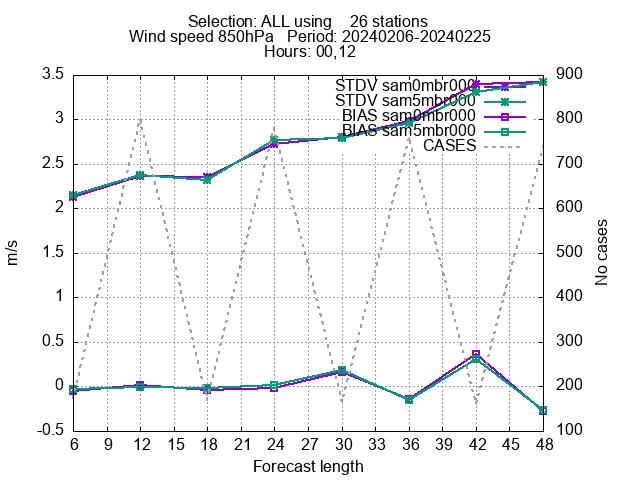 Selection: ALL using 26 stations
Wind speed 850hPa Period: 20240206-20240225
Hours: 00,12
3.5
3
2.5
2
1.5
1
0.5
0
-0.5
m/s
STDV sam0mbr000
STDV sam5mbr000
BIAS sam0mbr000
BIAS sam5mbr000
CASES
900
800
700
600
500
400
300
200
100
No cases
6 12 15 18 21 24 27 30 33 36 39 42 45 48
Forecast length